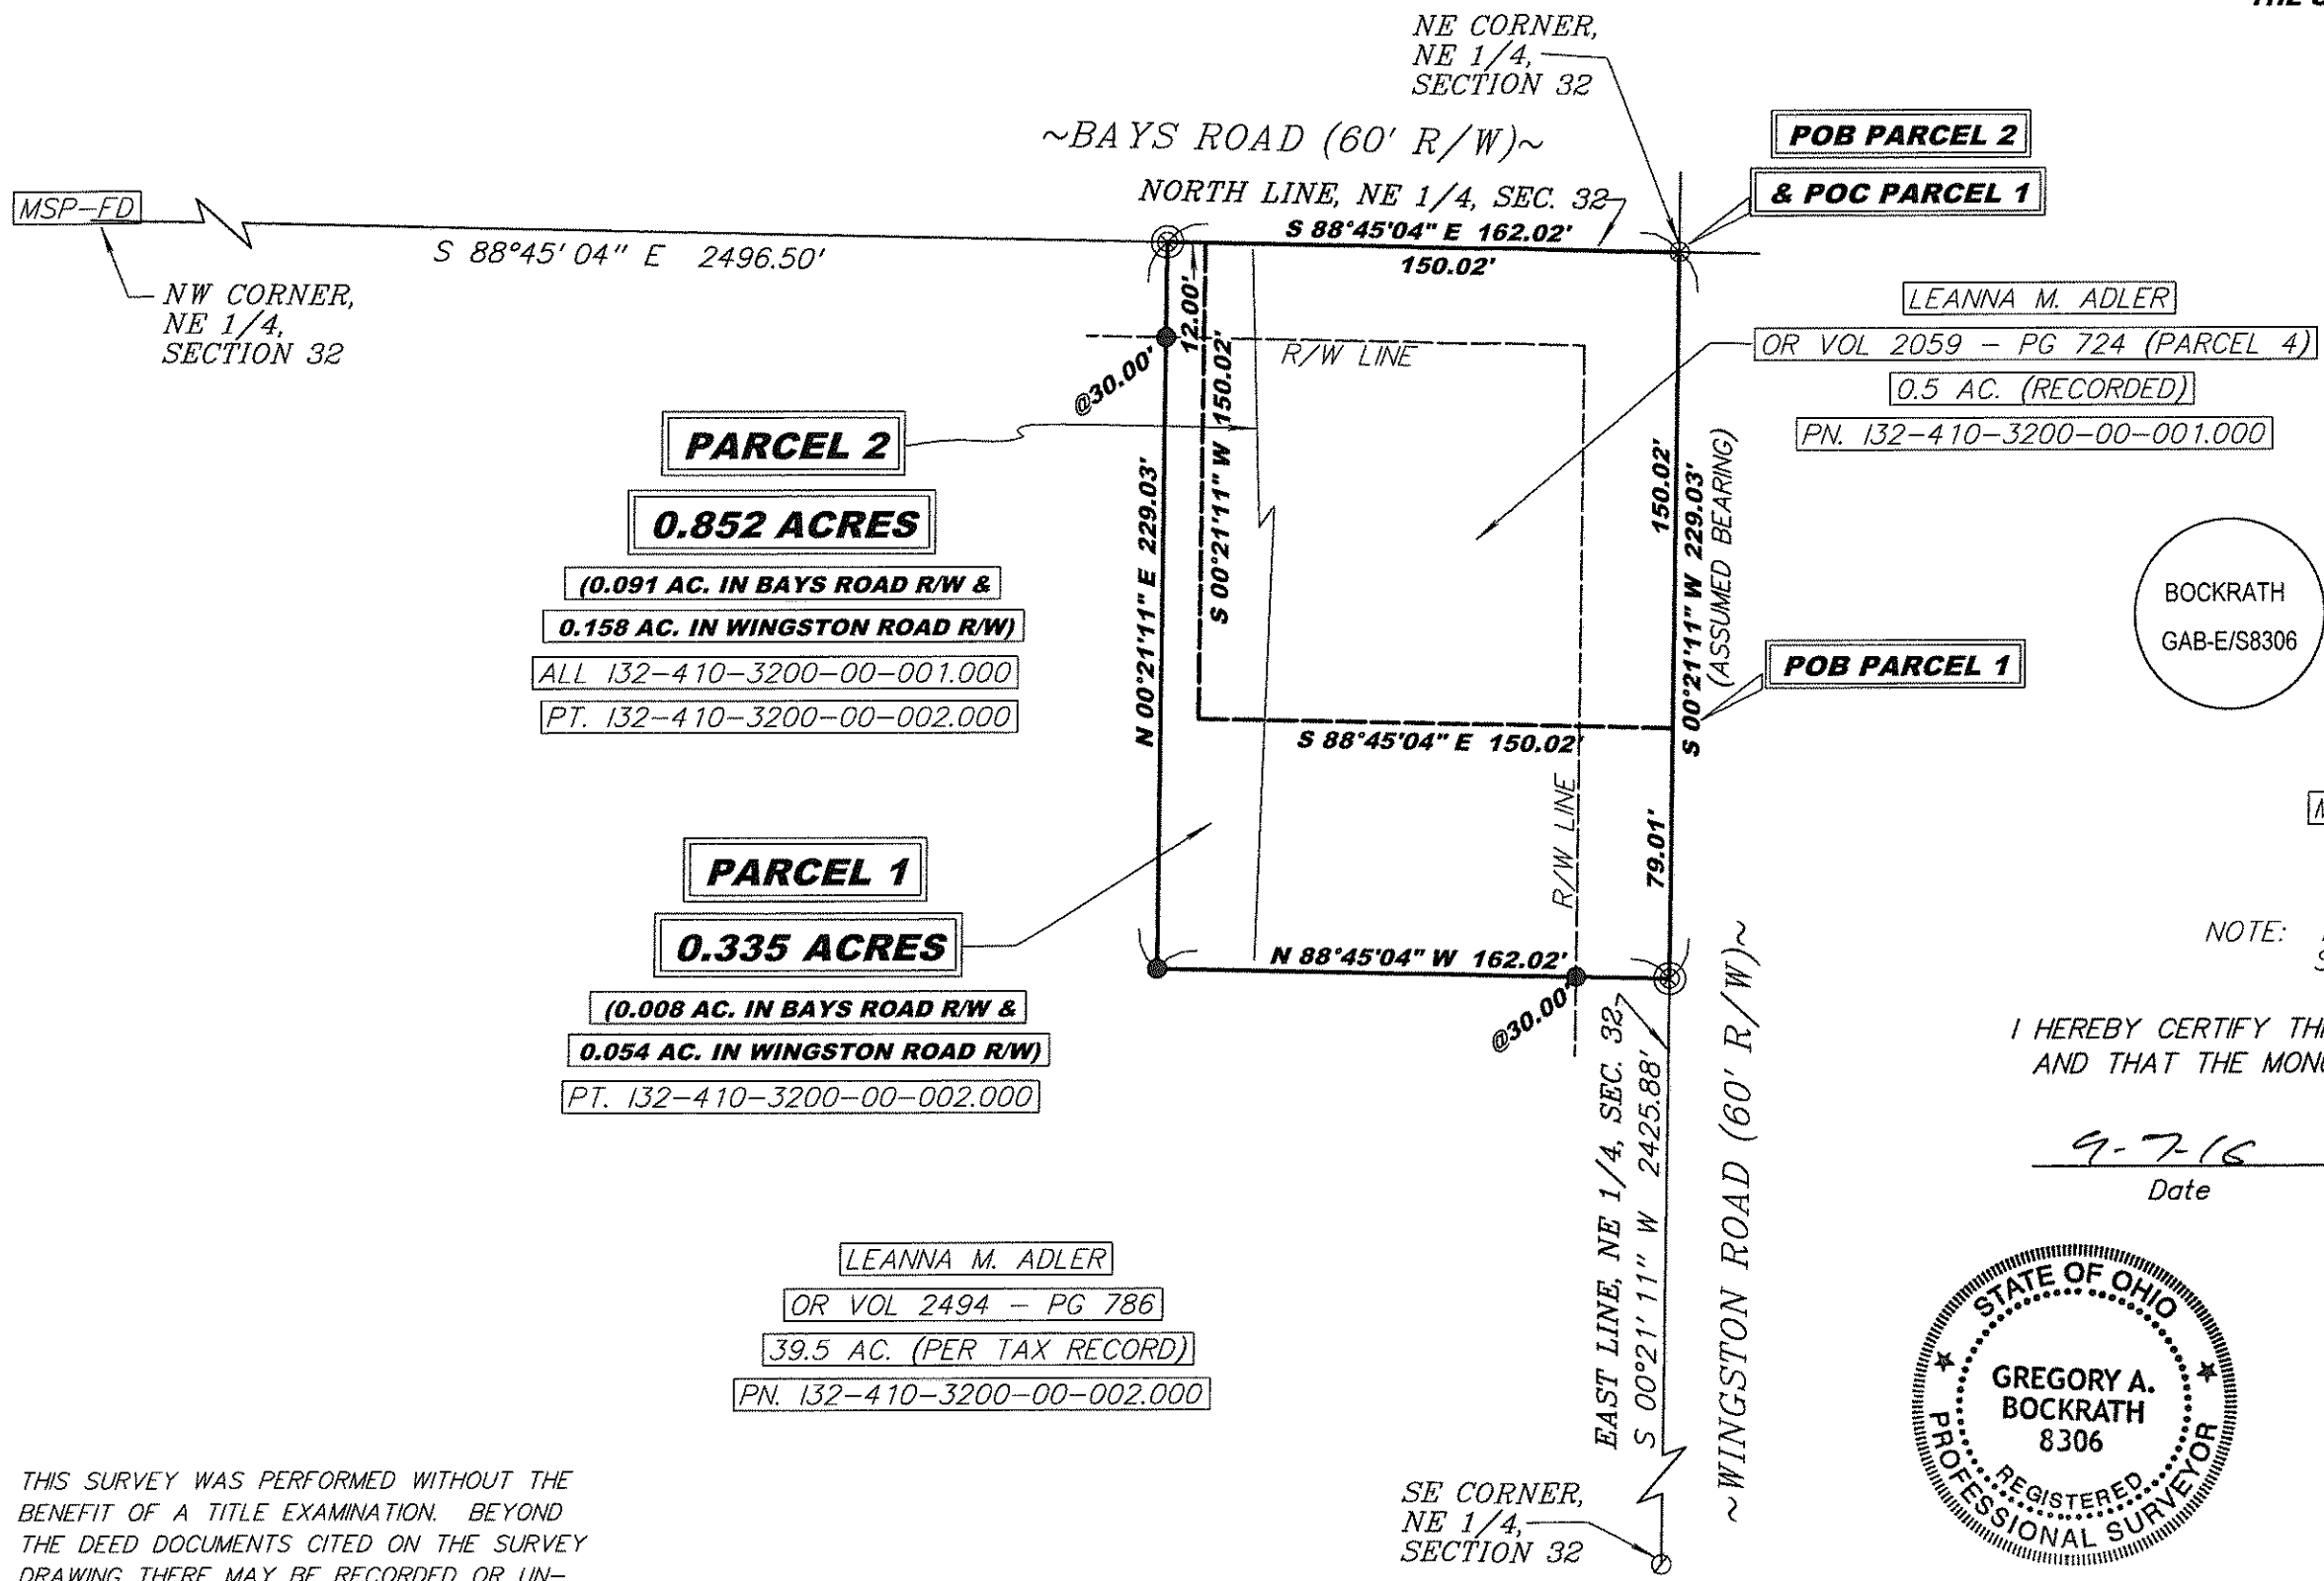 NE CORNER,
NE 1/4,
SECTION 32
~BAYS ROAD (60' R/W)~
POB PARCEL 2
& POC PARCEL 1
MSP-FD
NORTH LINE, NE 1/4, SEC. 32
S 88°45'04" E 162.02'
150.02'
S 88°45' 04" E 2496.50'
NW CORNER,
NE 1/4,
SECTION 32
12.00'
R/W LINE
@30.00'
LEANNA M. ADLER
OR VOL 2059 - PG 724 (PARCEL 4)
0.5 AC. (RECORDED)
PN. I32-410-3200-00-001.000
PARCEL 2
0.852 ACRES
(0.091 AC. IN BAYS ROAD R/W &
0.158 AC. IN WINGSTON ROAD R/W)
ALL I32-410-3200-00-001.000
PT. I32-410-3200-00-002.000
N 00°21'11" E 229.03'
S 00°21'11" W 150.02'
150.02'
S 00°21'11" W 229.03'
(ASSUMED BEARING)
BOCKRATH
GAB-E/S8306
POB PARCEL 1
S 88°45'04" E 150.02'
R/W LINE
79.01'
PARCEL 1
0.335 ACRES
(0.008 AC. IN BAYS ROAD R/W &
0.054 AC. IN WINGSTON ROAD R/W)
PT. I32-410-3200-00-002.000
N 88°45'04" W 162.02'
@30.00'
NOTE:
I HEREBY CERTIFY
AND THAT THE
9-7-16
Date
EAST LINE, NE 1/4, SEC. 32
S 00°21' 11" W 2425.88'
~WINGSTON ROAD (60' R/W)~
LEANNA M. ADLER
OR VOL 2494 - PG 786
39.5 AC. (PER TAX RECORD)
PN. I32-410-3200-00-002.000
STATE OF OHIO
GREGORY A.
BOCKRATH
8306
REGISTERED
PROFESSIONAL SURVEYOR
SE CORNER,
NE 1/4,
SECTION 32
THIS SURVEY WAS PERFORMED WITHOUT THE
BENEFIT OF A TITLE EXAMINATION. BEYOND
THE DEED DOCUMENTS CITED ON THE SURVEY
DRAWING THERE MAY BE RECORDED OR UN-